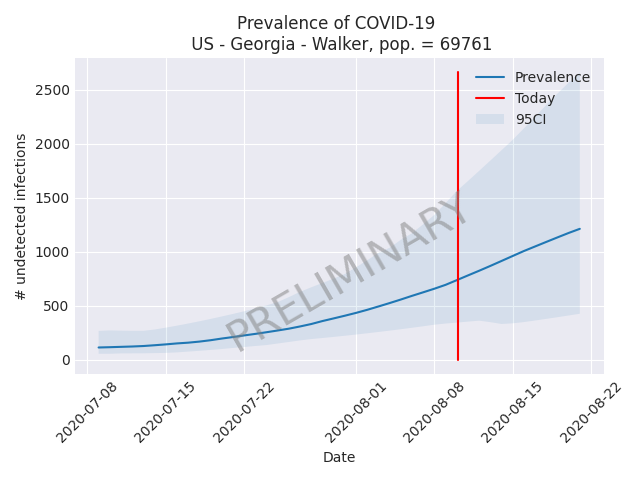 Prevalence of COVID-19
US - Georgia - Walker, pop. = 69761
Prevalence
Today
95CI
2500
2000
1500
1000
500
0
# undetected infections
PRELIMINARY
2020-07-08
2020-07-15
2020-07-22
2020-08-01
2020-08-08
2020-08-15
2020-08-22
Date